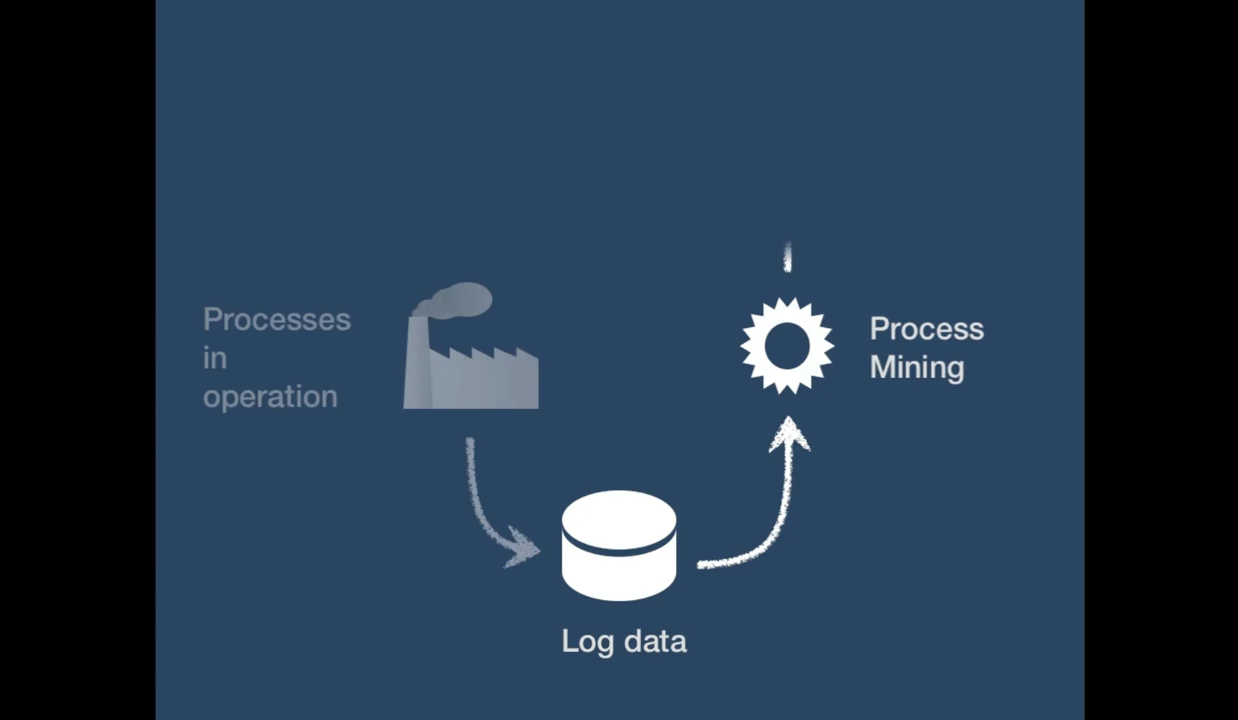 Processes
in
operation
Process
Mining
Log data